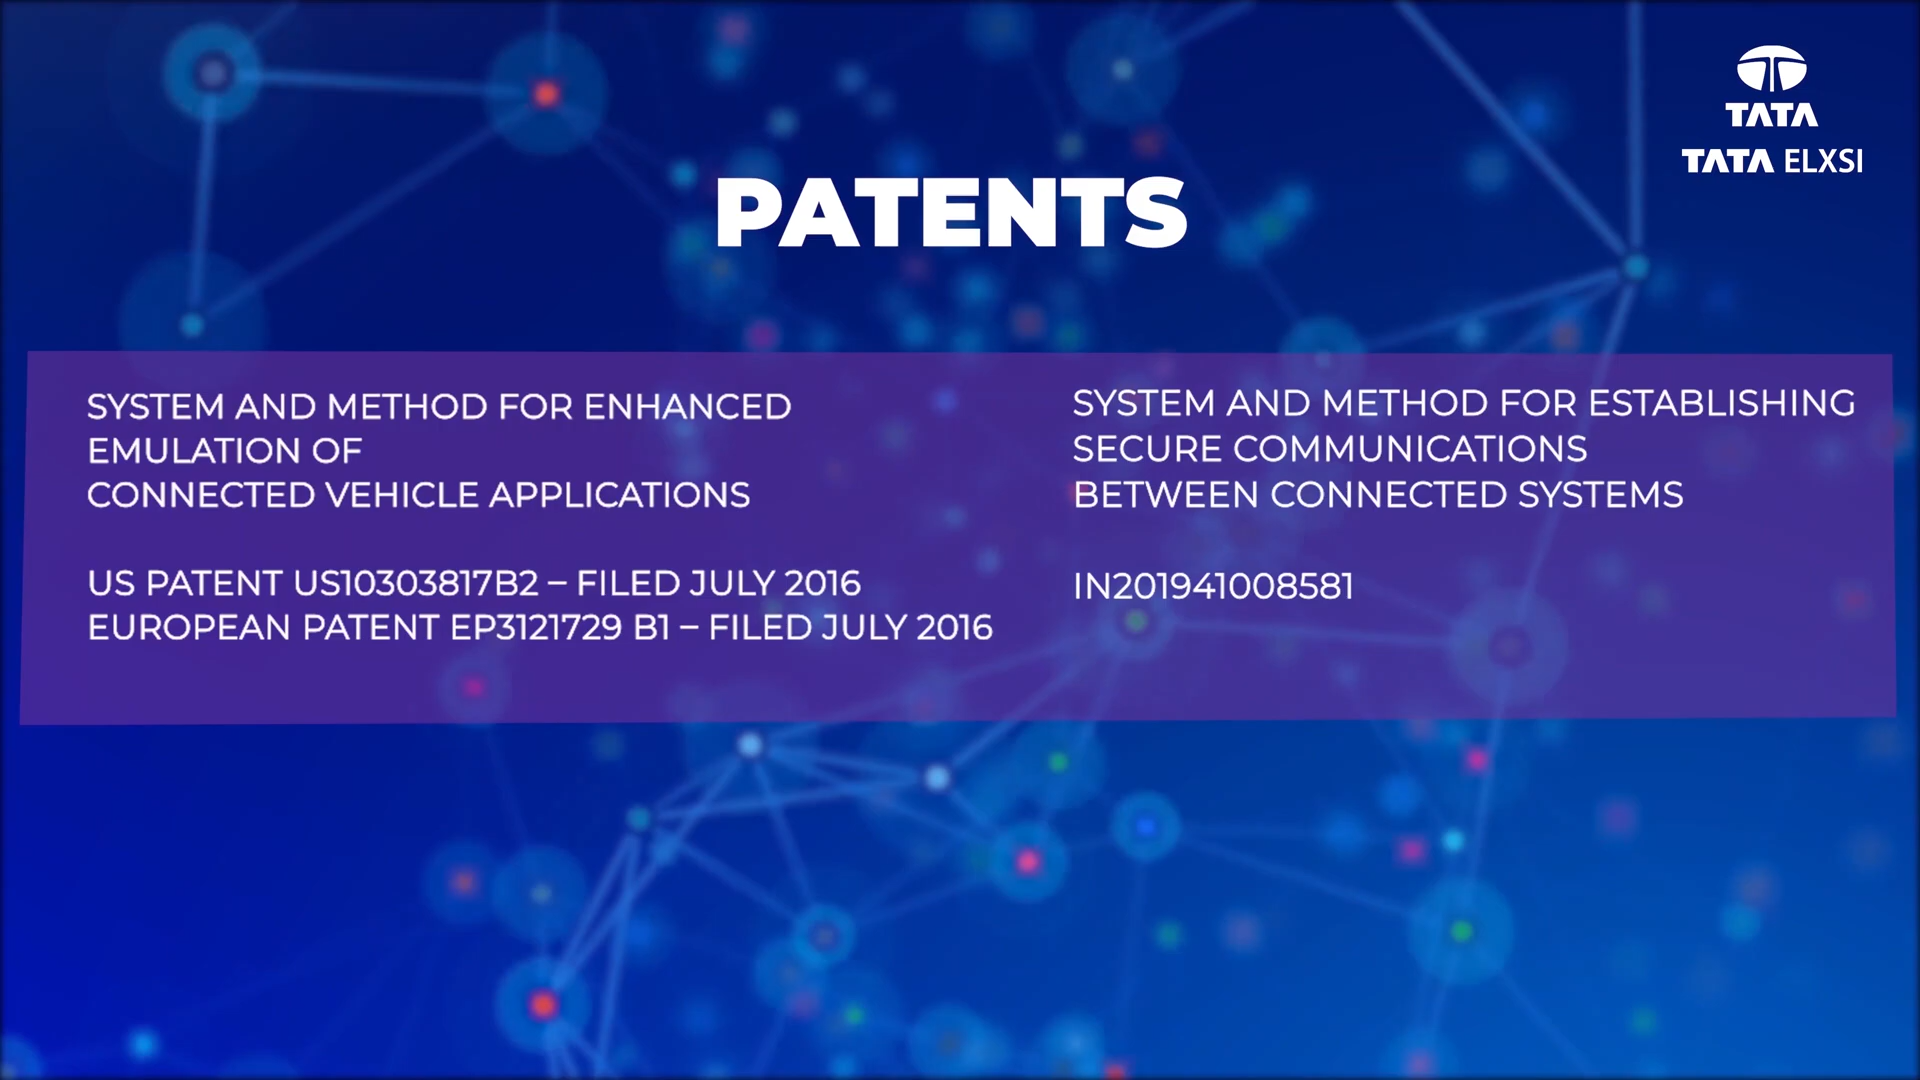 TATA
TATA ELXSI
PATENTS
SYSTEM AND METHOD FOR ENHANCED
EMULATION OF
CONNECTED VEHICLE APPLICATIONS
US PATENT US10303817B2 – FILED JULY 2016
EUROPEAN PATENT EP3121729 B1 – FILED JULY 2016
SYSTEM AND METHOD FOR ESTABLISHING
SECURE COMMUNICATIONS
BETWEEN CONNECTED SYSTEMS
IN201941008581